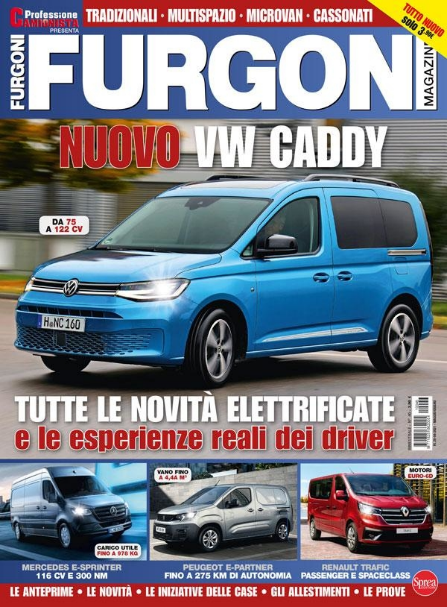 Professione
Camionista
PRESENTA
TRADIZIONALI · MULTISPAZIO · MICROVAN · CASSONATI
TUTTO NUOVO
solo 3,90€
FURGONI
FURGONI
MAGAZINE
NUOVO VW CADDY
DA 75
A 122 CV
H NC 160
TUTTE LE NOVITÀ ELETTRIFICATE
e le esperienze reali dei driver
CARICO UTILE
FINO A 978 KG
MERCEDES E-SPRINTER
116 CV E 300 NM
VANO FINO
A 4,4A M³
PEUGEOT E-PARTNER
FINO A 275 KM DI AUTONOMIA
MOTORI
EURO-6D
RENAULT TRAFIC
PASSENGER E SPACECLASS
LE ANTEPRIME · LE NOVITÀ · LE INIZIATIVE DELLE CASE · GLI ALLESTIMENTI · LE PROVE
Sprea